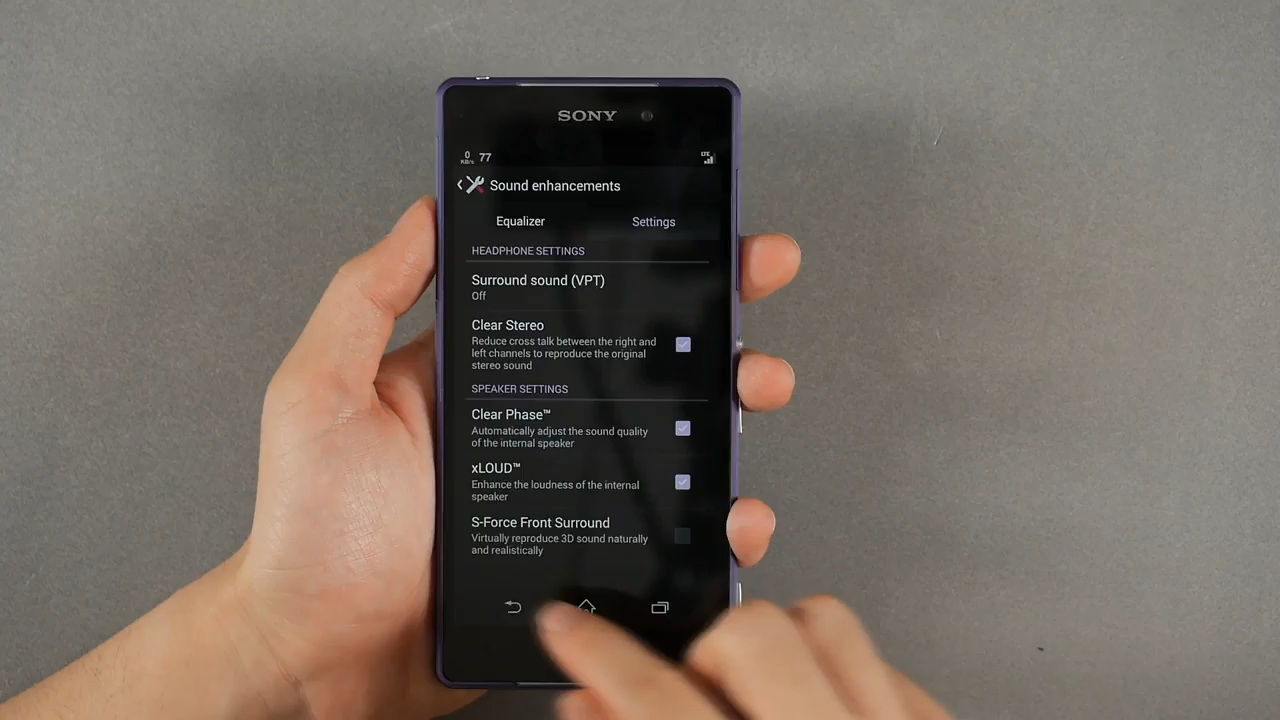 SONY
0
77
LTE
Sound enhancements
Equalizer
Settings
HEADPHONE SETTINGS
Surround sound (VPT)
Off
Clear Stereo
Reduce cross talk between the right and
left channels to reproduce the original
stereo sound
SPEAKER SETTINGS
Clear Phase™
Automatically adjust the sound quality
of the internal speaker
xLOUD™
Enhance the loudness of the internal
speaker
S-Force Front Surround
Virtually reproduce 3D sound naturally
and realistically